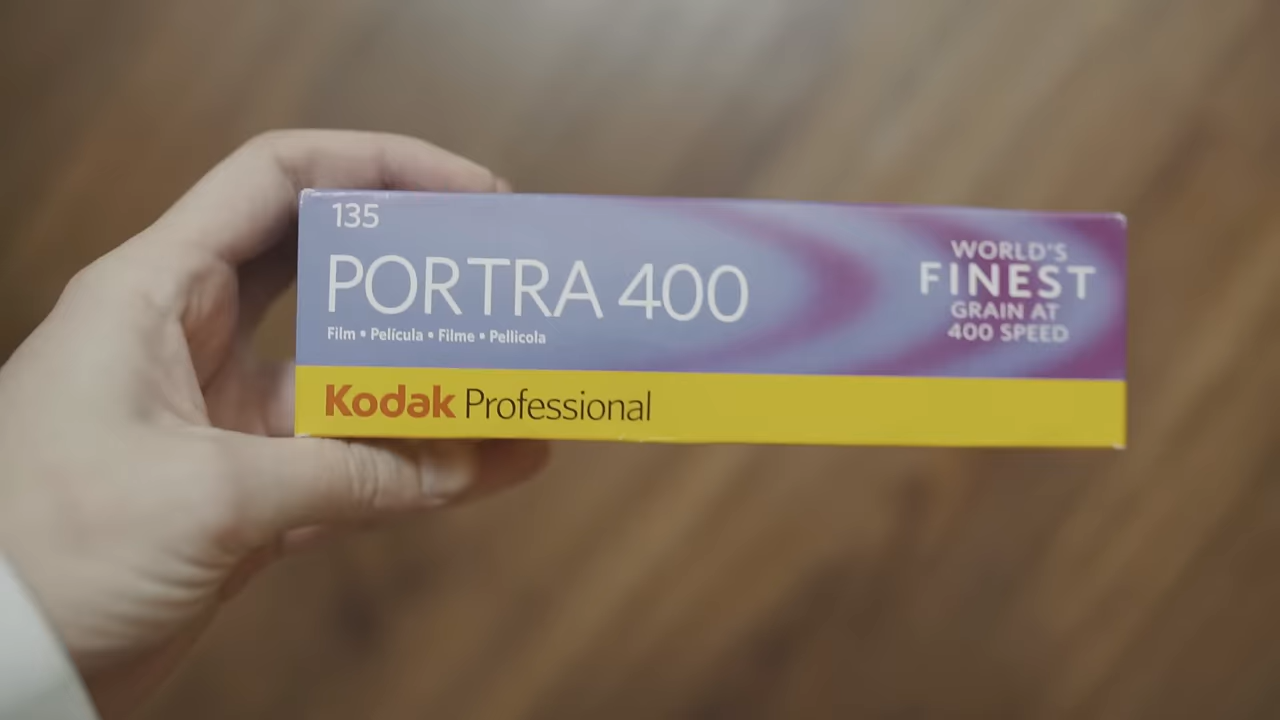 135
PORTRA 400
Film • Película • Filme • Pellicola
Kodak Professional
WORLD'S
FINEST
GRAIN AT
400 SPEED